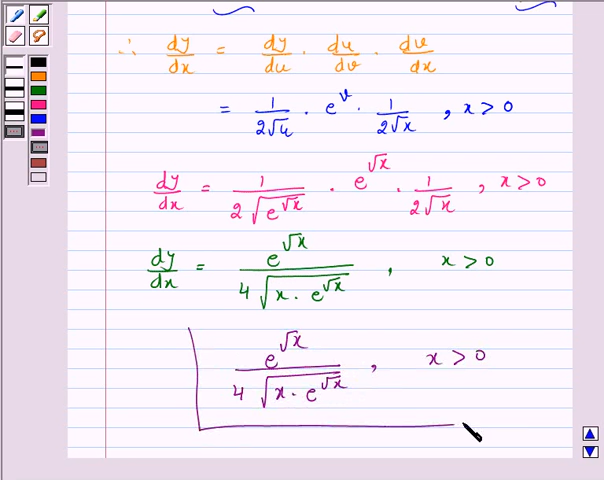 ∴ dy/dx = dy/du · du/dv · dv/dx
= 1/(2√u) · e^v · 1/(2√x) , x > 0
dy/dx = 1/(2√(e^√x)) · e^√x · 1/(2√x) , x > 0
dy/dx = e^√x/(4√(x · e^√x)) , x > 0
e^√x/(4√(x · e^√x)) , x > 0